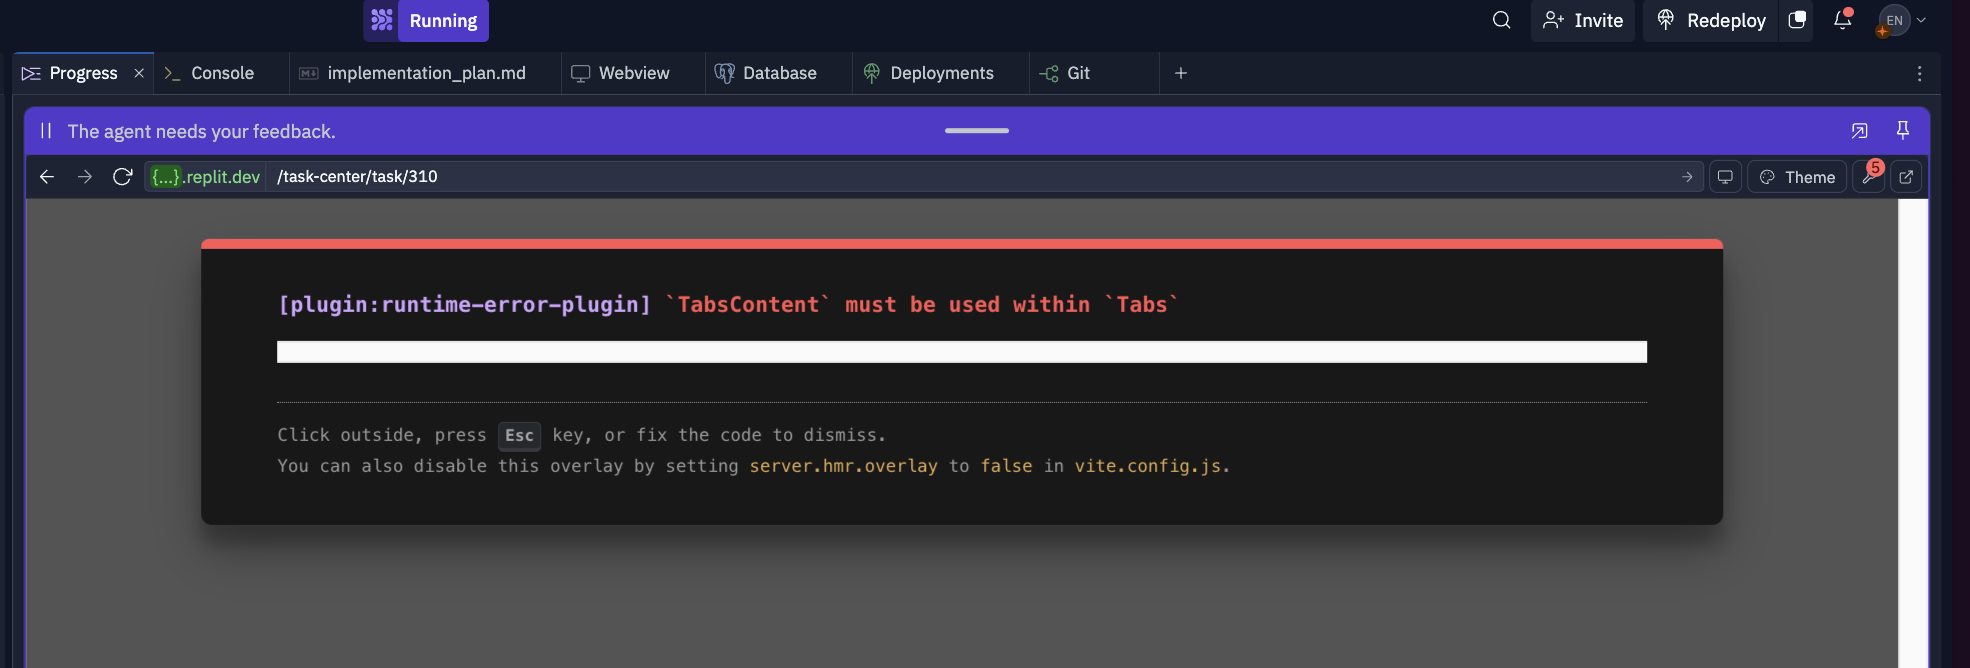 Running
Invite
Redeploy
EN
Progress
Console
implementation_plan.md
Webview
Database
Deployments
Git
The agent needs your feedback.
{...}.replit.dev /task-center/task/310
Theme
5
[plugin:runtime-error-plugin] `TabsContent` must be used within `Tabs`
Click outside, press Esc key, or fix the code to dismiss.
You can also disable this overlay by setting server.hmr.overlay to false in vite.config.js.